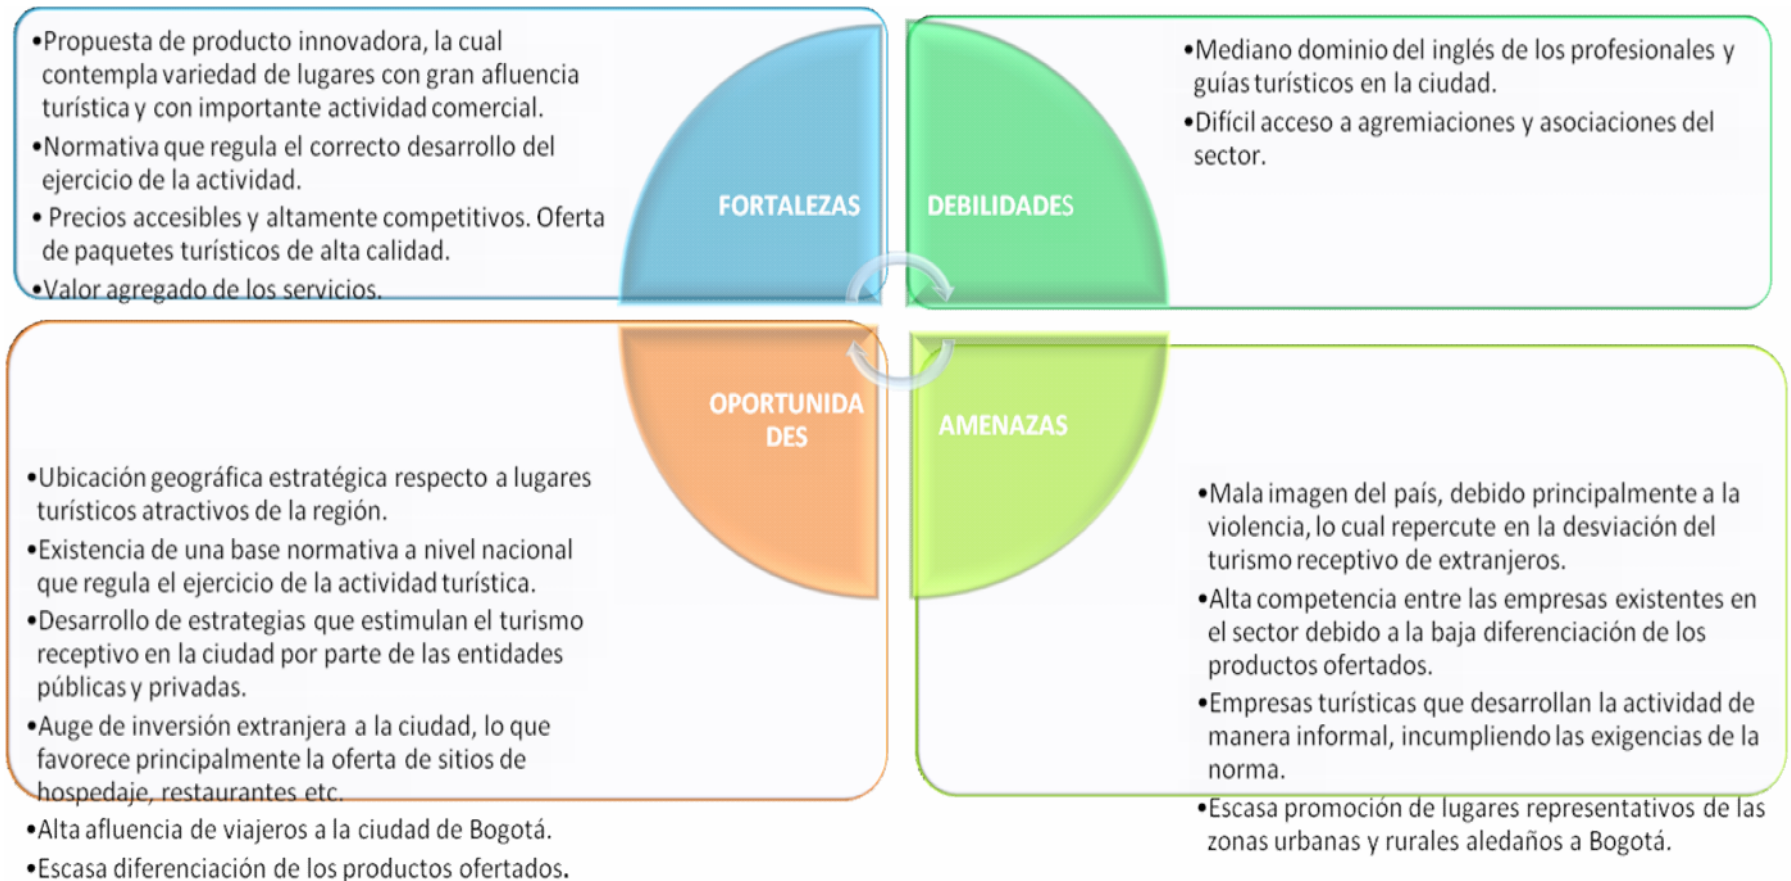 •Propuesta de producto innovadora, la cual
contempla variedad de lugares con gran afluencia
turística y con importante actividad comercial.
•Normativa que regula el correcto desarrollo del
ejercicio de la actividad.
• Precios accesibles y altamente competitivos. Oferta
de paquetes turísticos de alta calidad.
•Valor agregado de los servicios.
FORTALEZAS
DEBILIDADES
•Mediano dominio del inglés de los profesionales y
guías turísticos en la ciudad.
•Difícil acceso a agremiaciones y asociaciones del
sector.
OPORTUNIDA
DES
•Ubicación geográfica estratégica respecto a lugares
turísticos atractivos de la región.
•Existencia de una base normativa a nivel nacional
que regula el ejercicio de la actividad turística.
•Desarrollo de estrategias que estimulan el turismo
receptivo en la ciudad por parte de las entidades
públicas y privadas.
•Auge de inversión extranjera a la ciudad, lo que
favorece principalmente la oferta de sitios de
hospedaje, restaurantes etc.
•Alta afluencia de viajeros a la ciudad de Bogotá.
•Escasa diferenciación de los productos ofertados.
AMENAZAS
•Mala imagen del país, debido principalmente a la
violencia, lo cual repercute en la desviación del
turismo receptivo de extranjeros.
•Alta competencia entre las empresas existentes en
el sector debido a la baja diferenciación de los
productos ofertados.
•Empresas turísticas que desarrollan la actividad de
manera informal, incumpliendo las exigencias de la
norma.
•Escasa promoción de lugares representativos de las
zonas urbanas y rurales aledaños a Bogotá.